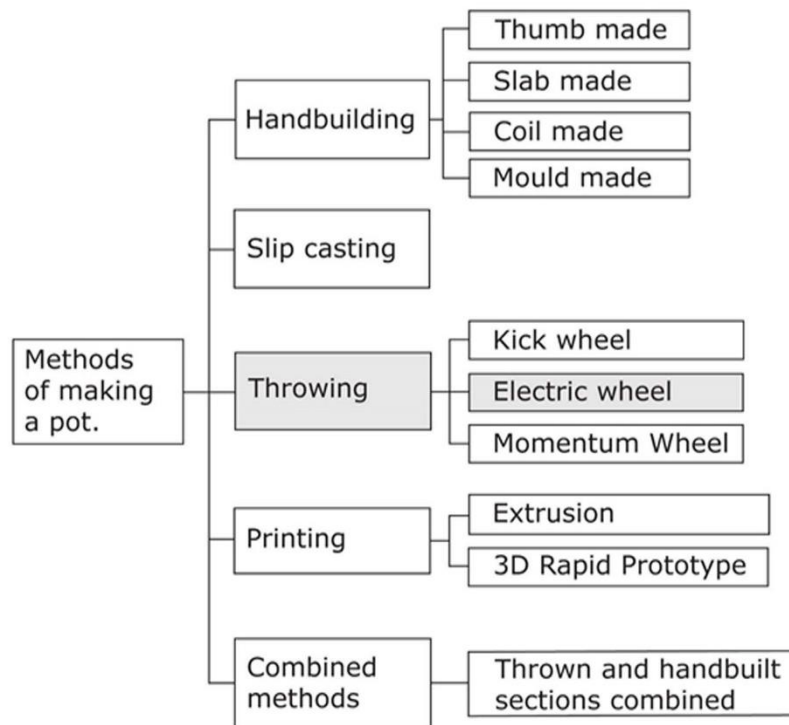 Methods
of making
a pot.
Handbuilding
Thumb made
Slab made
Coil made
Mould made
Slip casting
Throwing
Kick wheel
Electric wheel
Momentum Wheel
Printing
Extrusion
3D Rapid Prototype
Combined
methods
Thrown and handbuilt
sections combined